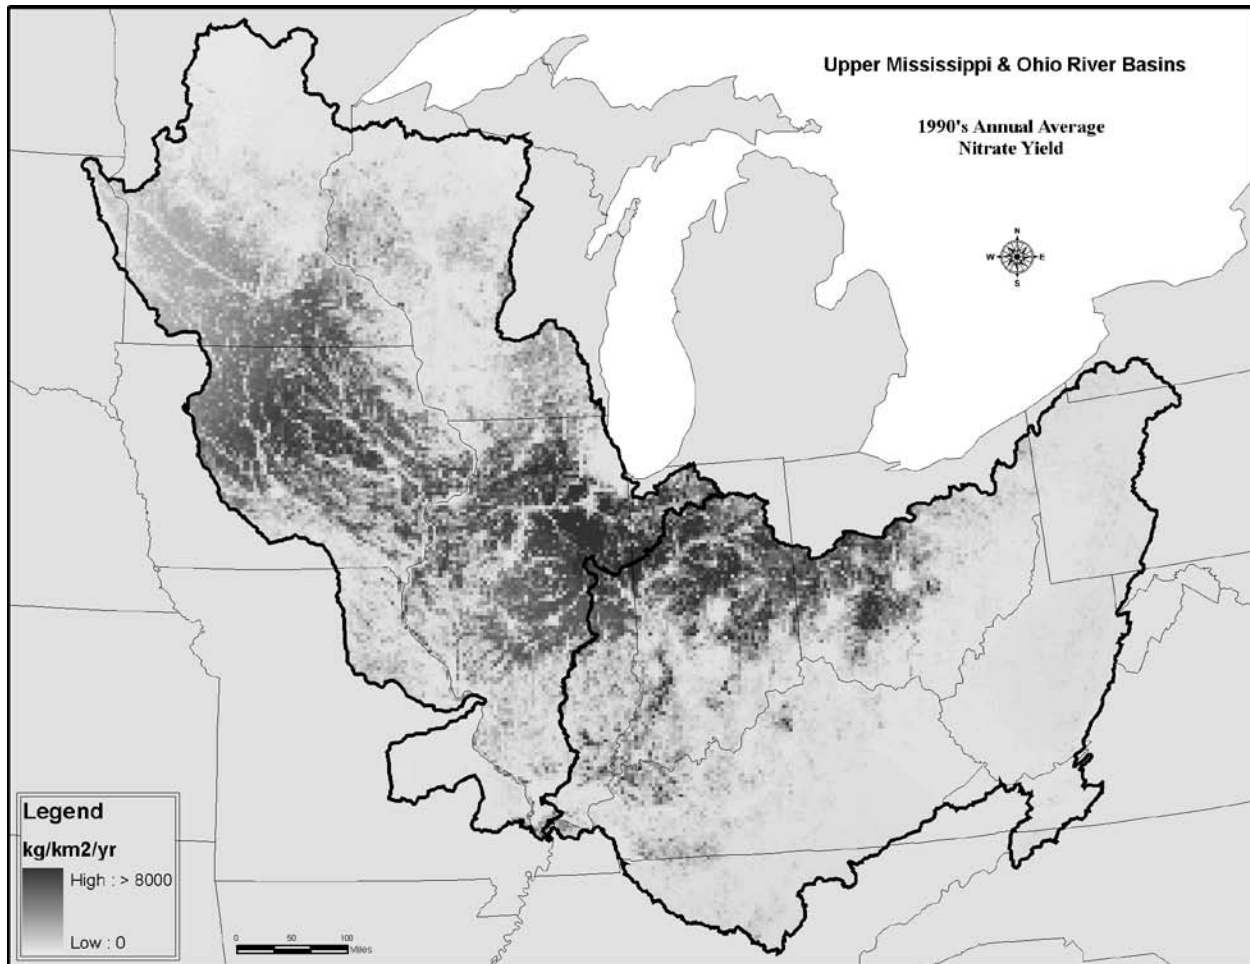 Upper Mississippi & Ohio River Basins
1990's Annual Average
Nitrate Yield
N
W
E
S
Legend
kg/km2/yr
High : > 8000
Low : 0
0 50 100
Miles